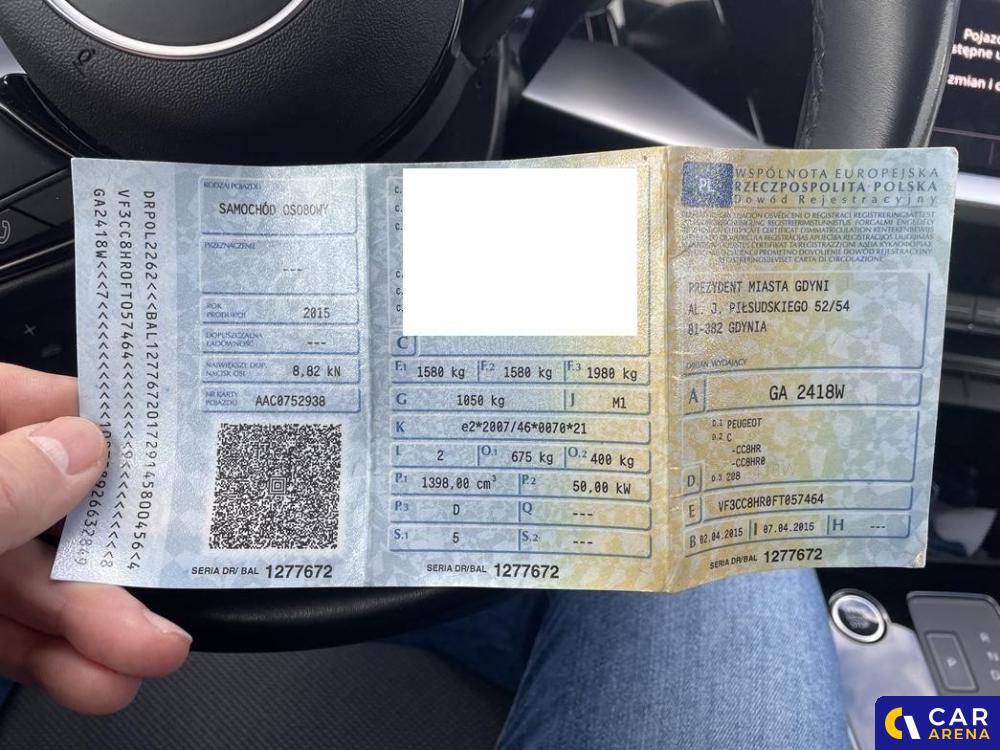 DRPOL2262<<BAL12776720172914580045<4
VF3CC8HR0FT057464
GA2418W<<7
RODZAJ POJAZDU
SAMOCHÓD OSOBOWY
PRZEZNACZENIE
---
ROK PRODUKCJI 2015
DOPUSZCZALNA ŁADOWNOŚĆ ---
NAJWIĘKSZY DOP. NACISK OSI 8,82 kN
NR KARTY POJAZDU AAC0752938
SERIA DR/BAL 1277672
C
F.1 1580 kg F.2 1580 kg F.3 1980 kg
G 1050 kg J M1
K e2*2007/46*0070*21
L 2 O.1 675 kg O.2 400 kg
P.1 1398,00 cm³ P.2 50,00 kW
P.3 D Q ---
S.1 5 S.2 ---
SERIA DR/BAL 1277672
PL
WSPÓLNOTA EUROPEJSKA
RZECZPOSPOLITA POLSKA
Dowód Rejestracyjny
PREZYDENT MIASTA GDYNI
AL. J. PIŁSUDSKIEGO 52/54
81-382 GDYNIA
ORGAN WYDAJĄCY
A GA 2418W
D.1 PEUGEOT
D.2 C
-CC8HR
-CC8HR0
D D.3 208
E VF3CC8HR0FT057464
B 02.04.2015 I 07.04.2015 H ---
SERIA DR/BAL 1277672
CAR
ARENA